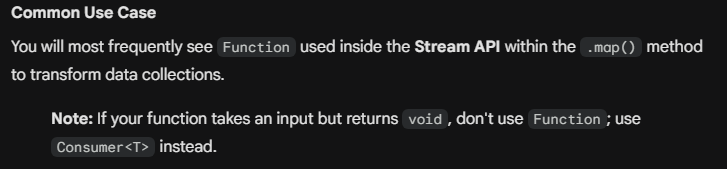 Common Use Case
You will most frequently see Function used inside the Stream API within the .map() method
to transform data collections.
Note: If your function takes an input but returns void, don't use Function; use
Consumer<T> instead.